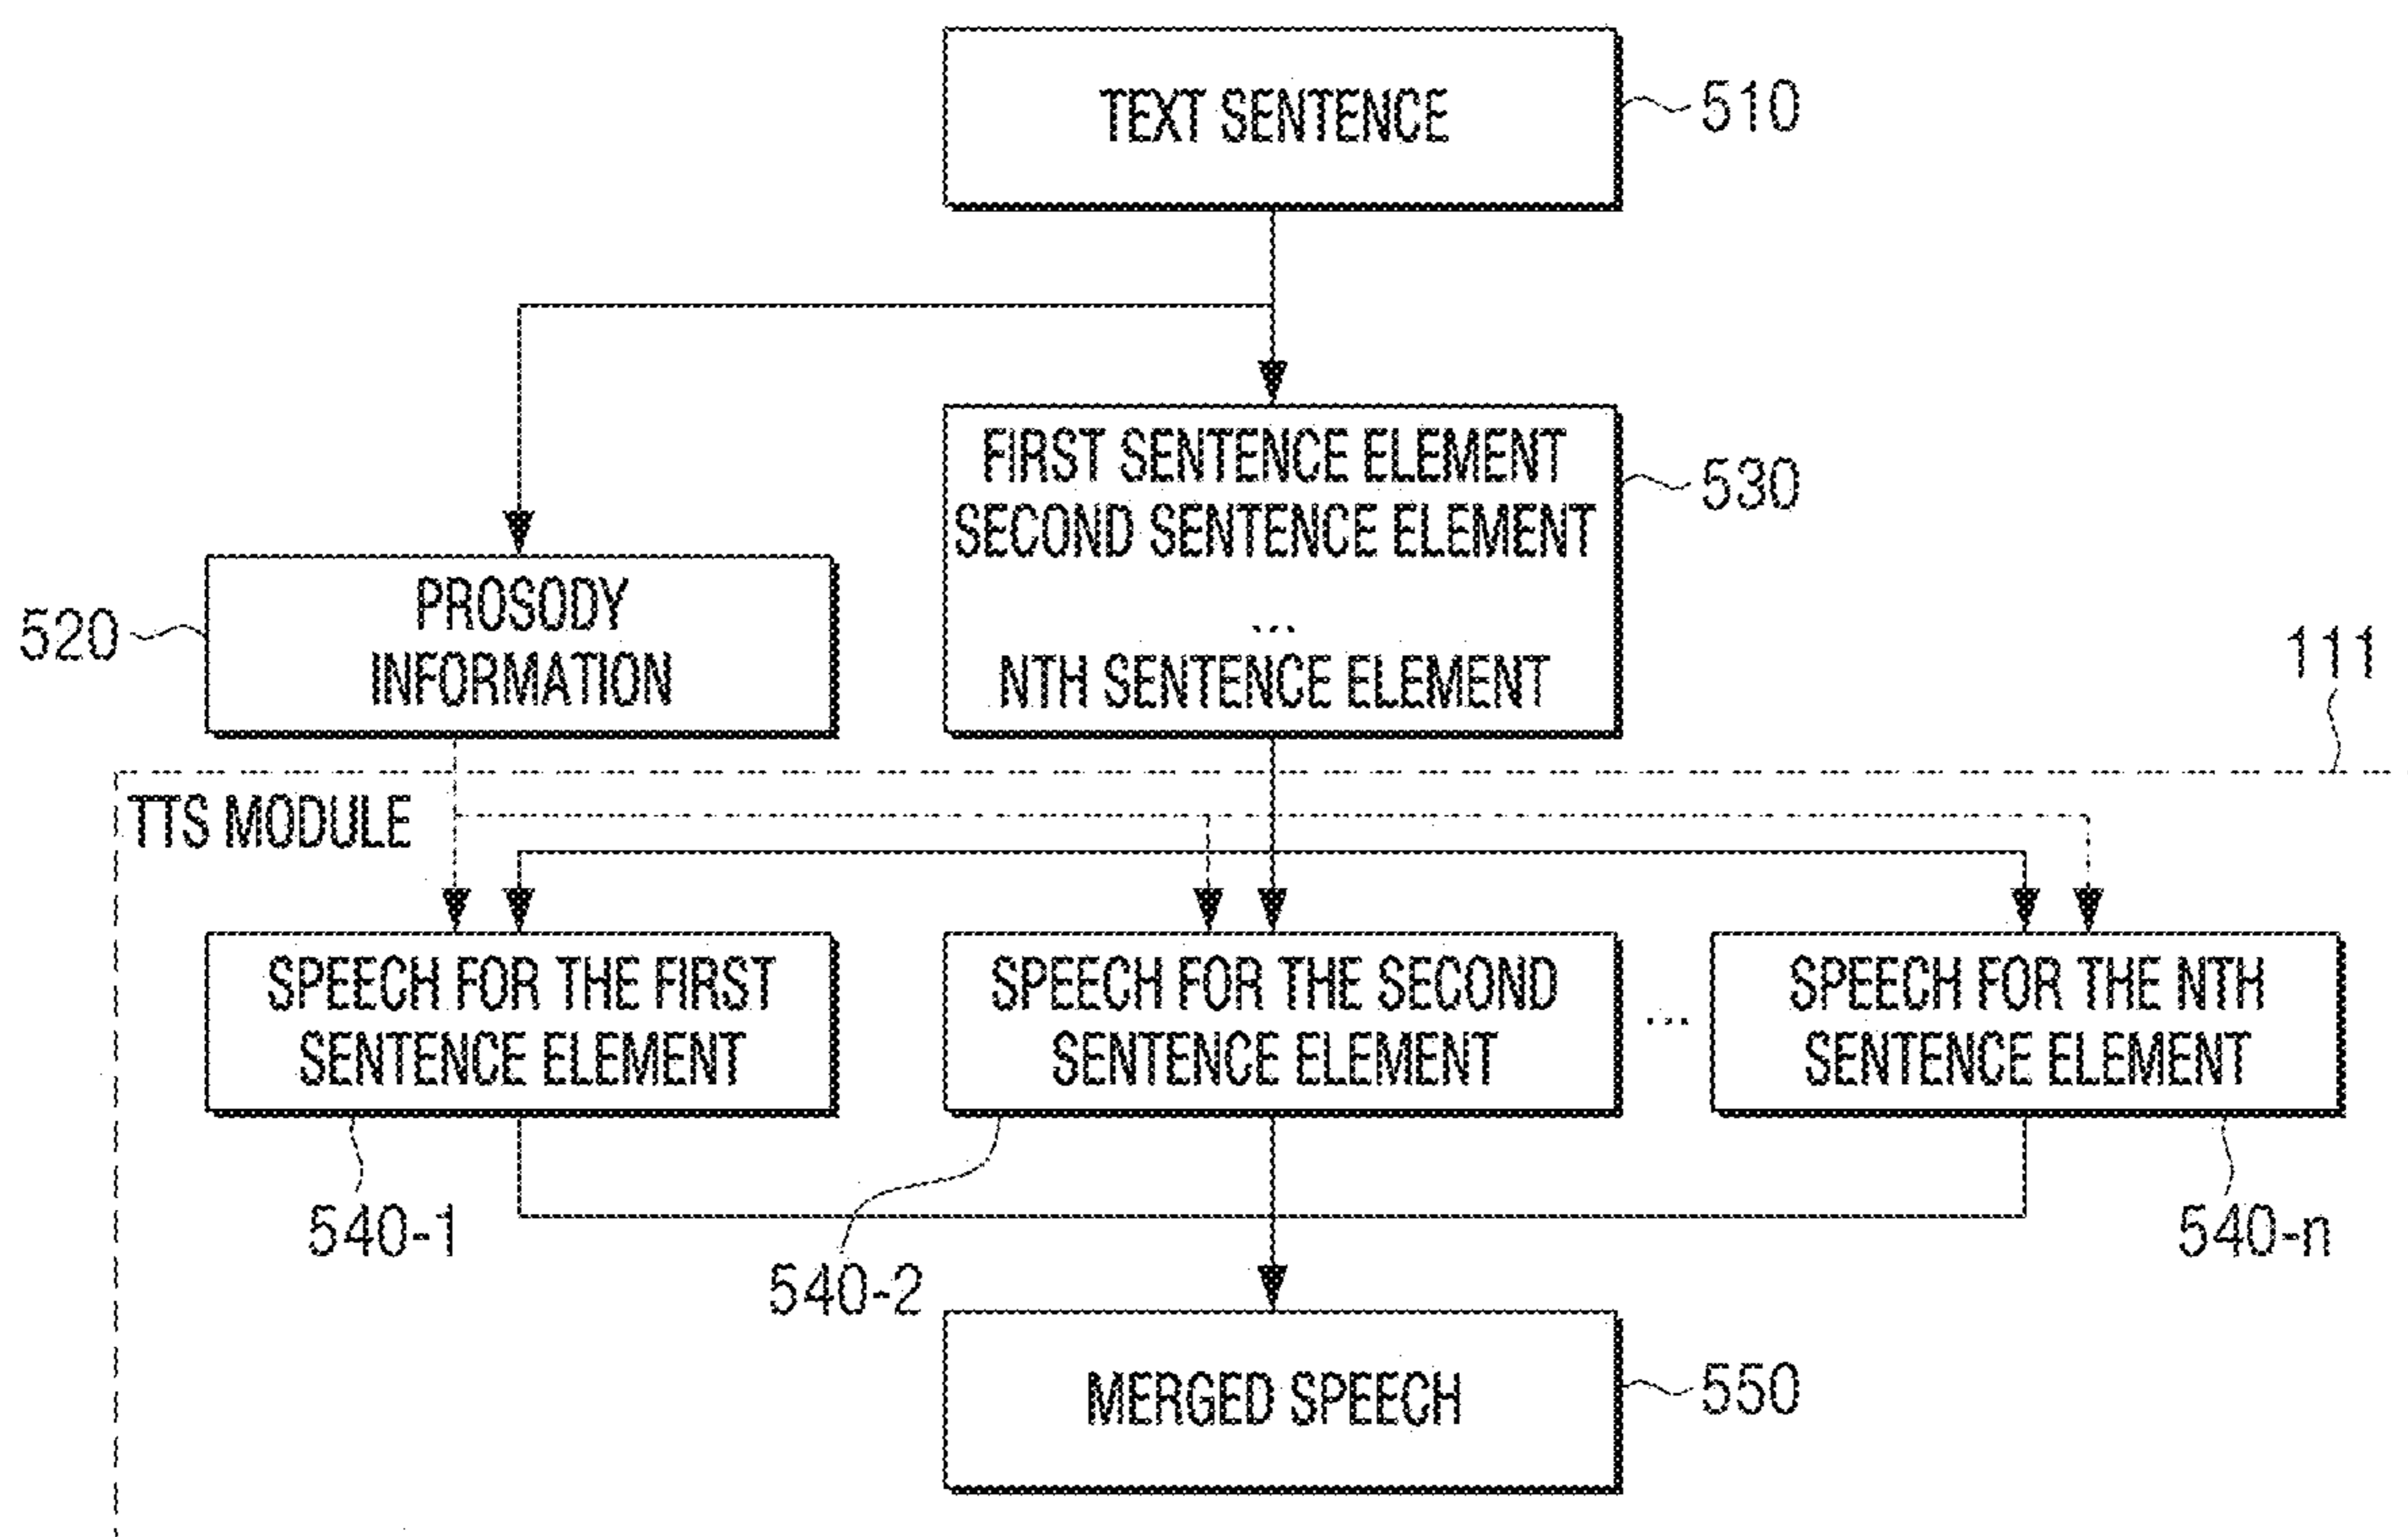 TEXT SENTENCE
510
FIRST SENTENCE ELEMENT
SECOND SENTENCE ELEMENT
...
NTH SENTENCE ELEMENT
530
PROSODY
INFORMATION
520
111
TTS MODULE
SPEECH FOR THE FIRST
SENTENCE ELEMENT
SPEECH FOR THE SECOND
SENTENCE ELEMENT
...
SPEECH FOR THE NTH
SENTENCE ELEMENT
540-1
540-2
540-n
MERGED SPEECH
550